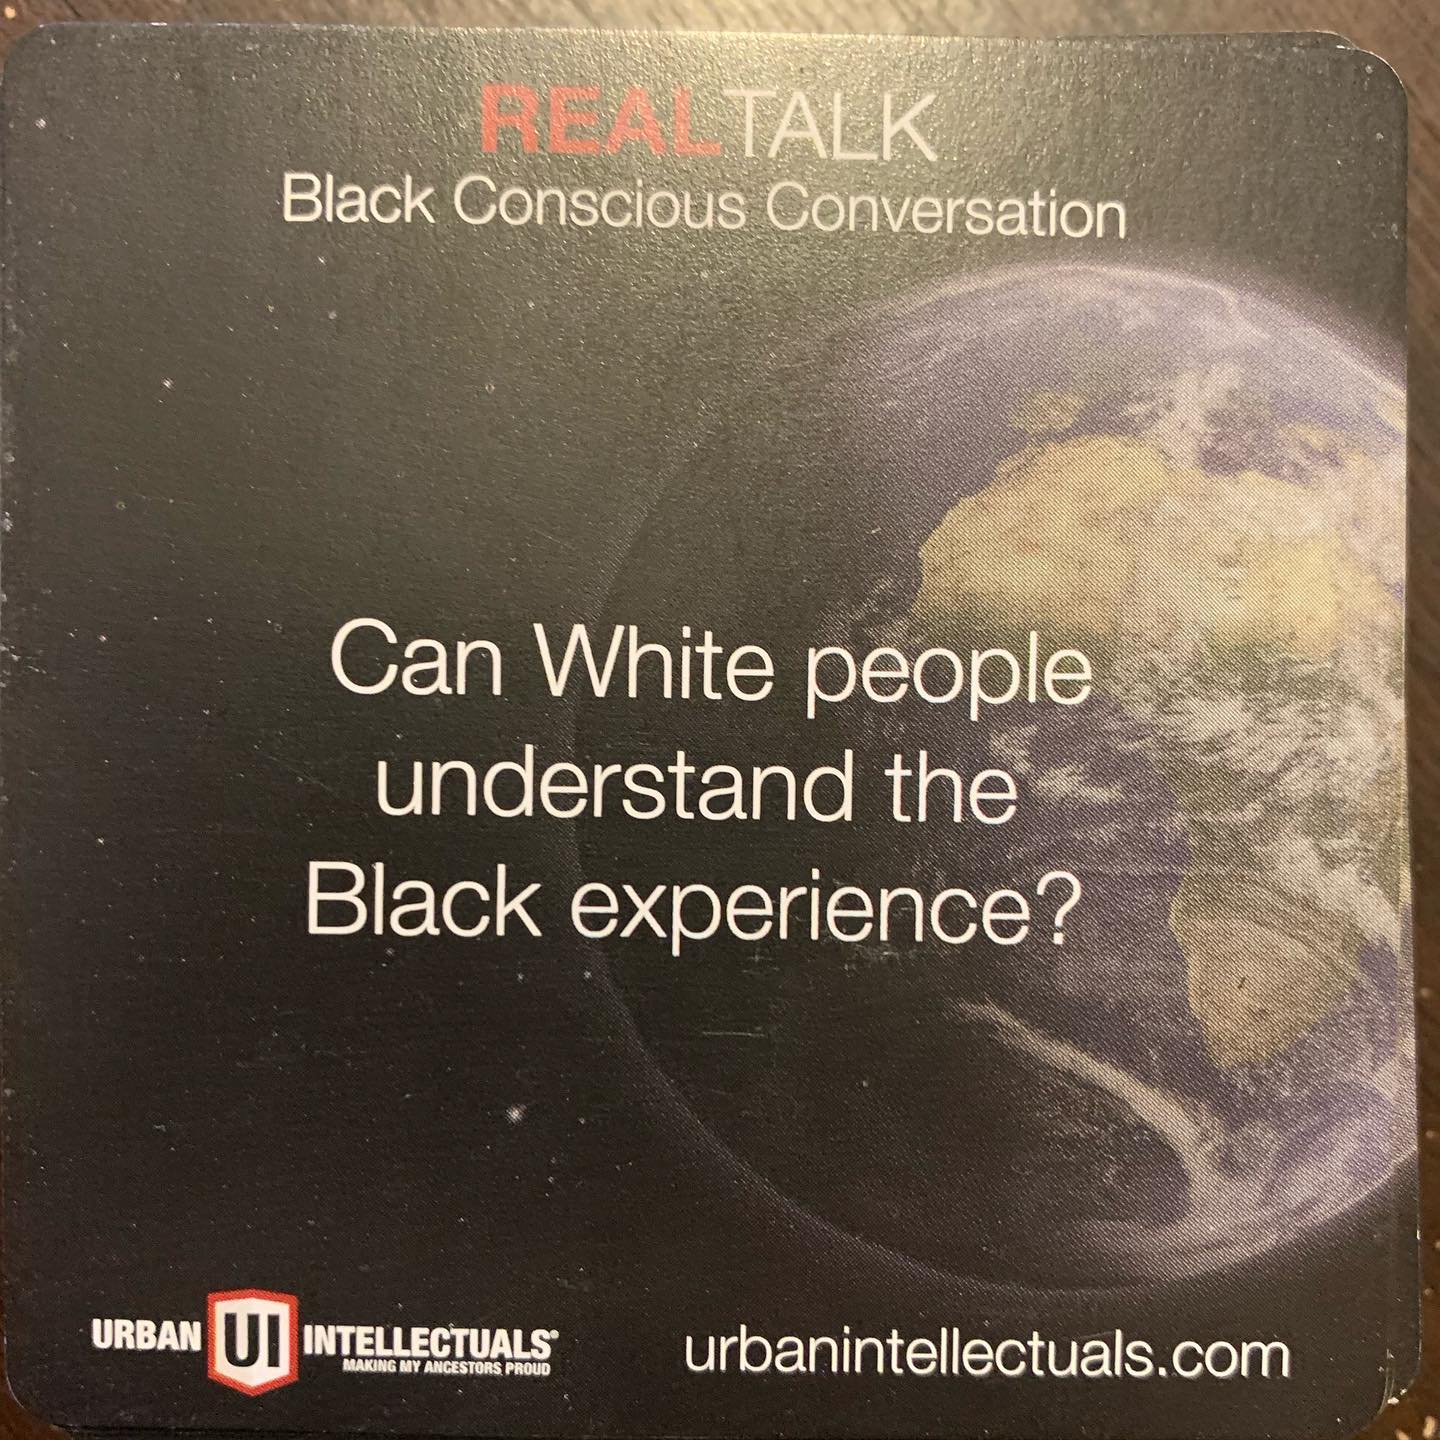 REALTALK
Black Conscious Conversation
Can White people
understand the
Black experience?
URBAN UI INTELLECTUALS®
MAKING MY ANCESTORS PROUD
urbanintellectuals.com